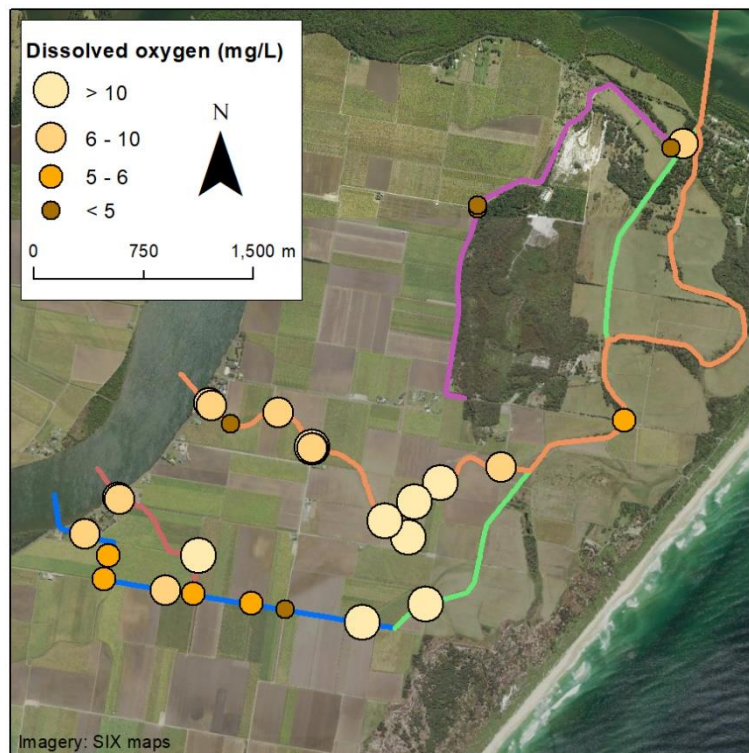 Dissolved oxygen (mg/L)
> 10
6 - 10
5 - 6
< 5
N
0 750 1,500 m
Imagery: SIX maps